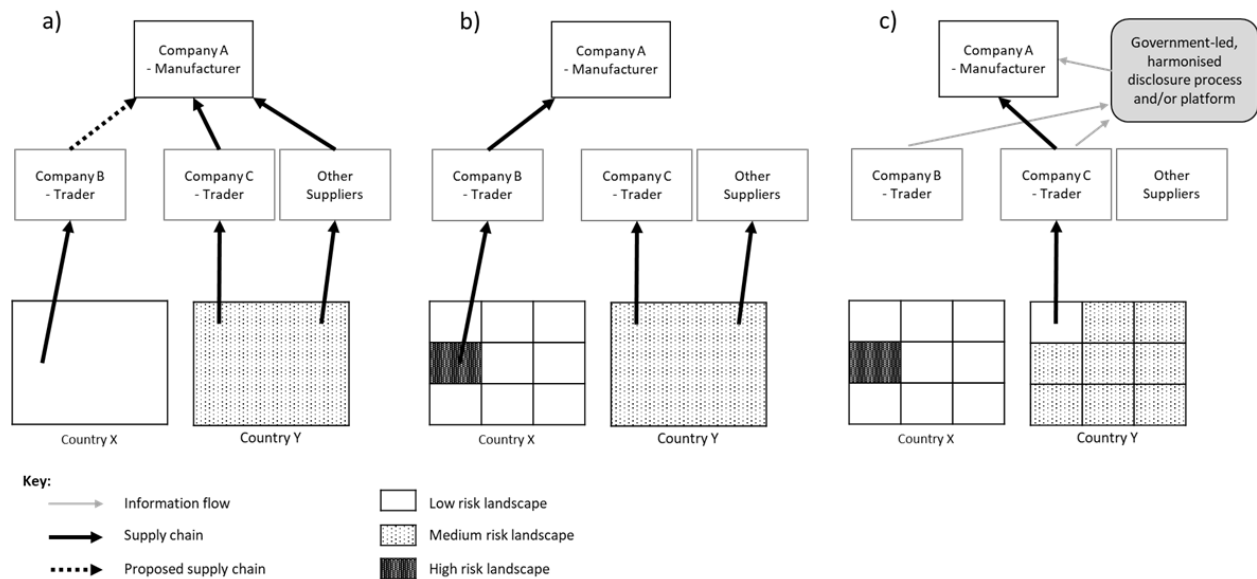 a)
Company A
- Manufacturer
Company B
- Trader
Company C
- Trader
Other
Suppliers
Country X
Country Y
b)
Company A
- Manufacturer
Company B
- Trader
Company C
- Trader
Other
Suppliers
Country X
Country Y
c)
Company A
- Manufacturer
Government-led,
harmonised
disclosure process
and/or platform
Company B
- Trader
Company C
- Trader
Other
Suppliers
Country X
Country Y
Key:
Information flow
Supply chain
Proposed supply chain
Low risk landscape
Medium risk landscape
High risk landscape